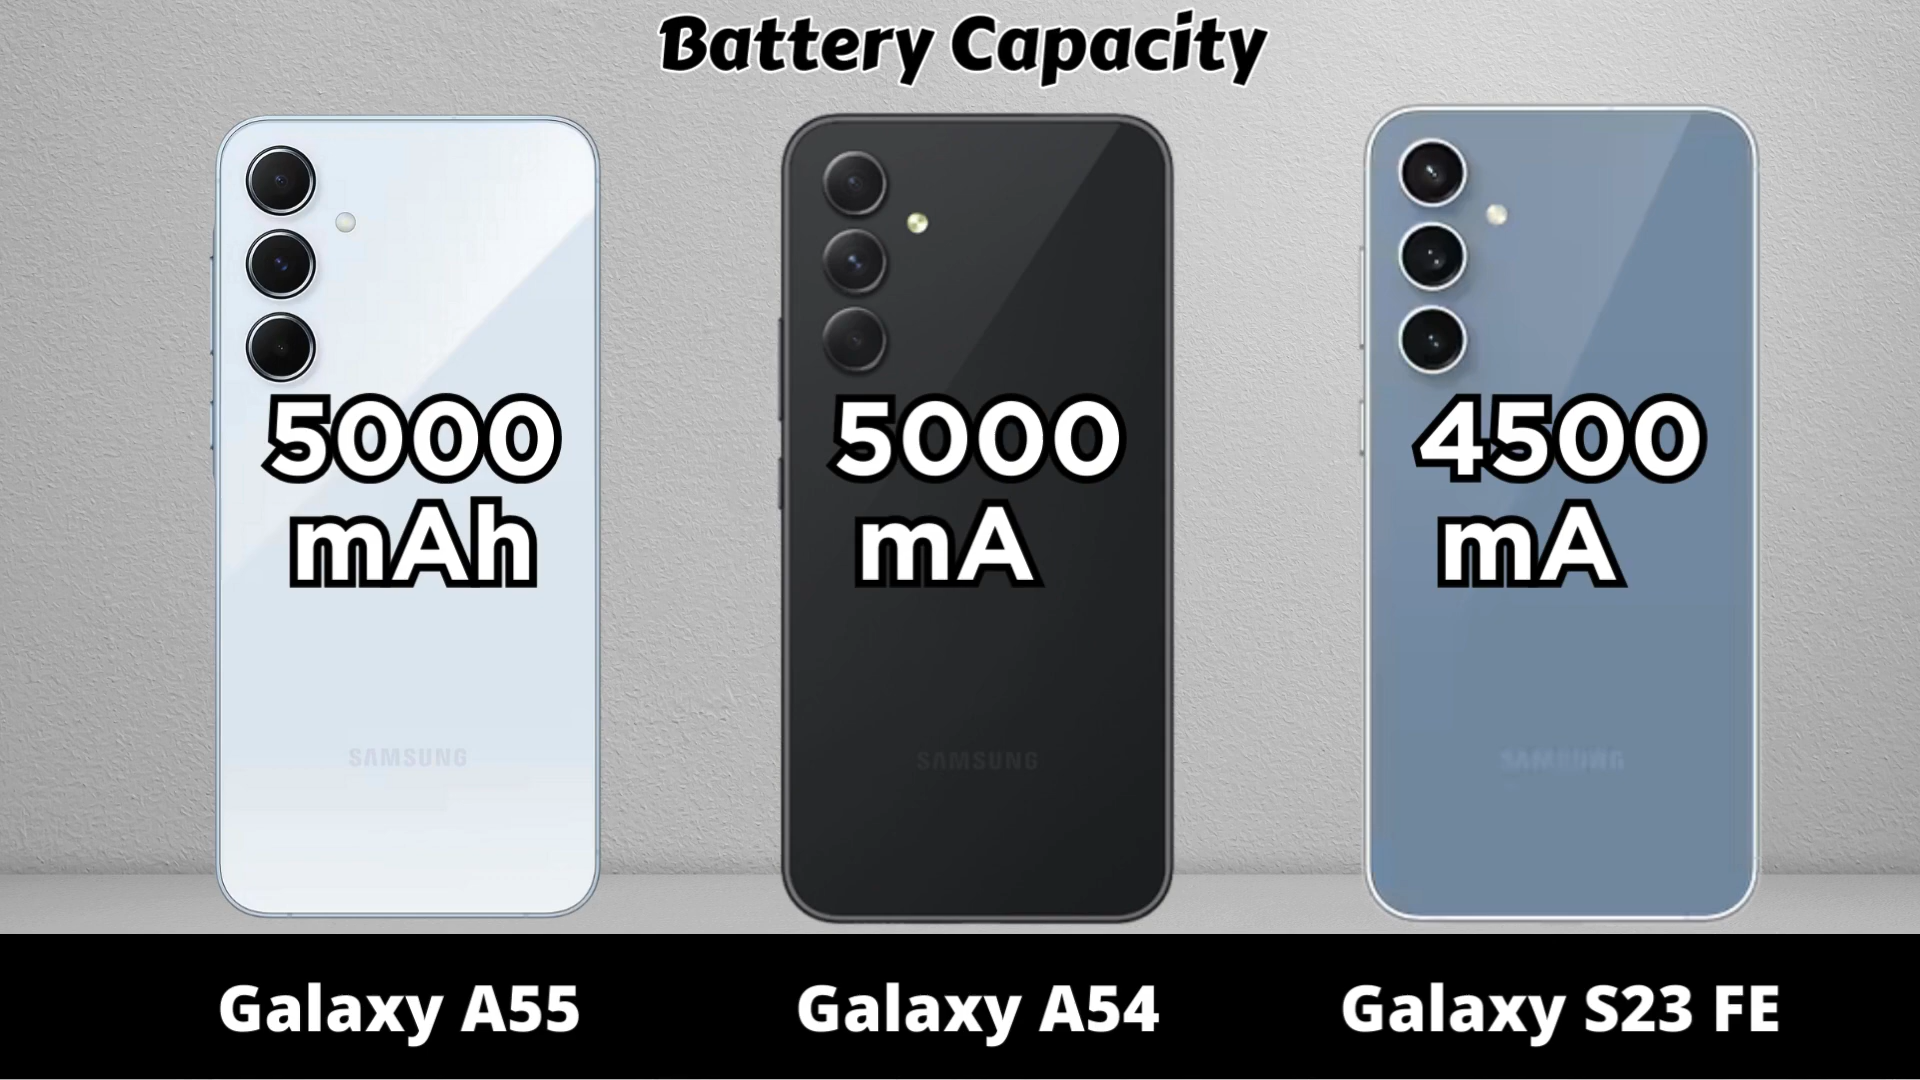 Battery Capacity
5000
mAh
5000
mA
4500
mA
SAMSUNG
SAMSUNG
SAMSUNG
Galaxy A55
Galaxy A54
Galaxy S23 FE